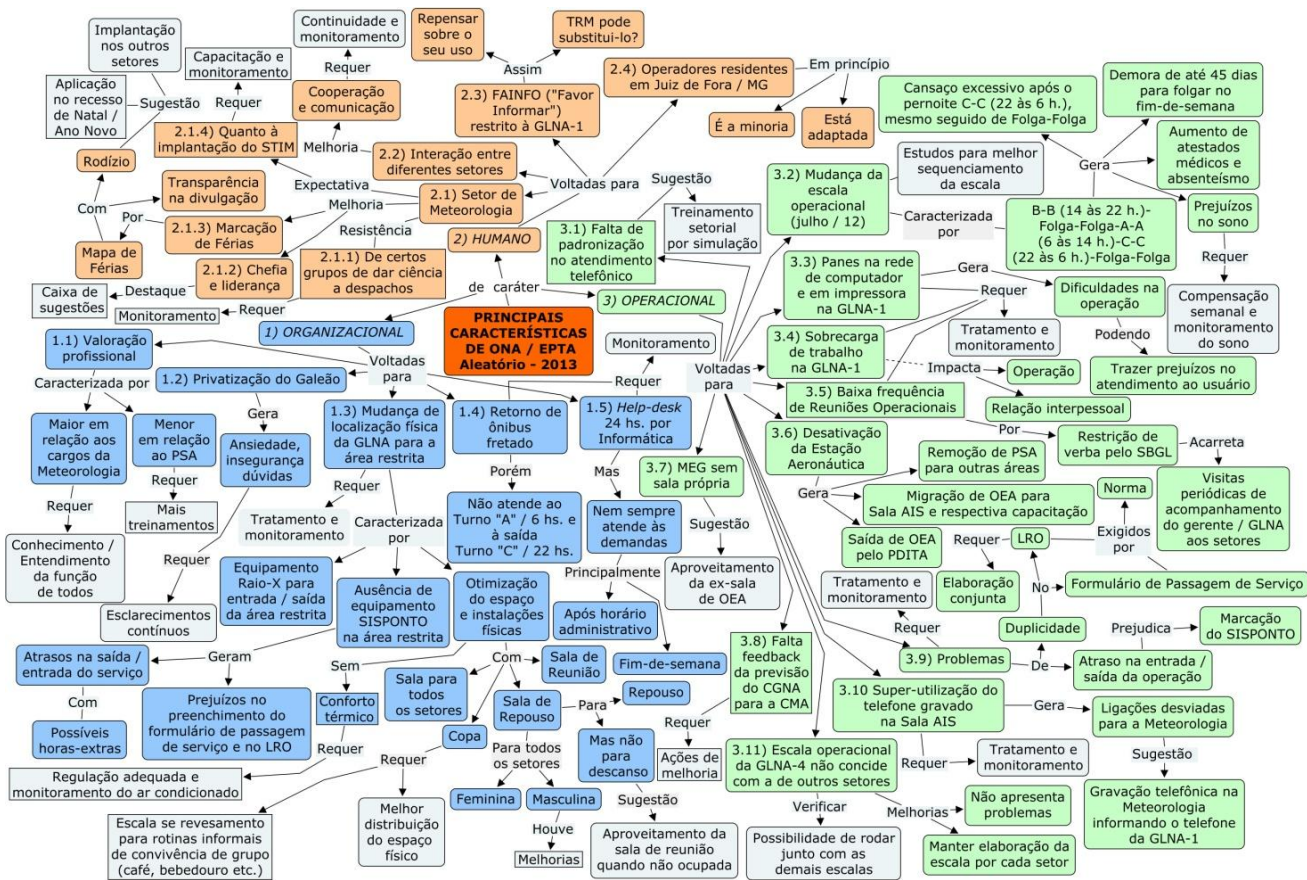 Implantação
nos outros
setores
Continuidade e
monitoramento
Repensar
sobre o
seu uso
TRM pode
substitui-lo?
Aplicação
no recesso
de Natal /
Ano Novo
Sugestão
Capacitação e
monitoramento
Requer
Requer
Cooperação
e comunicação
Assim
2.3) FAINFO ("Favor
Informar")
restrito à GLNA-1
2.4) Operadores residentes
em Juiz de Fora / MG
Em princípio
É a minoria
Está
adaptada
2.1.4) Quanto à
implantação do STIM
Rodízio
Melhoria
2.2) Interação entre
diferentes setores
Com
Transparência
na divulgação
Expectativa
2.1) Setor de
Meteorologia
Voltadas para
Por
Melhoria
2.1.3) Marcação
de Férias
Resistência
2) HUMANO
Mapa de
Férias
2.1.2) Chefia
e liderança
2.1.1) De certos
grupos de dar ciência
a despachos
Caixa de
sugestões
Destaque
Monitoramento
Requer
de caráter
1) ORGANIZACIONAL
3) OPERACIONAL
PRINCIPAIS
CARACTERÍSTICAS
DE ONA / EPTA
Aleatório - 2013
Cansaço excessivo após o
pernoite C-C (22 às 6 h.),
mesmo seguido de Folga-Folga
Demora de até 45 dias
para folgar no
fim-de-semana
Gera
Aumento de
atestados
médicos e
absenteísmo
Estudos para melhor
sequenciamento
da escala
3.2) Mudança da
escala
operacional
(julho / 12)
Caracterizada
por
B-B (14 às 22 h.)-
Folga-Folga-A-A
(6 às 14 h.)-C-C
(22 às 6 h.)-Folga-Folga
Prejuízos
no sono
Requer
Compensação
semanal e
monitoramento
do sono
Sugestão
Treinamento
setorial
por simulação
3.1) Falta de
padronização
no atendimento
telefônico
3.3) Panes na rede
de computador
e em impressora
na GLNA-1
Gera
Requer
Dificuldades na
operação
Tratamento e
monitoramento
Podendo
Trazer prejuízos no
atendimento ao usuário
3.4) Sobrecarga
de trabalho
na GLNA-1
Impacta
Operação
Relação interpessoal
3.5) Baixa frequência
de Reuniões Operacionais
Por
Restrição de
verba pelo SBGL
Acarreta
Visitas
periódicas de
acompanhamento
do gerente / GLNA
aos setores
Voltadas
para
Monitoramento
Requer
1.1) Valoração
profissional
Caracterizada por
1.2) Privatização do Galeão
Voltadas
para
Maior em
relação aos
cargos da
Meteorologia
Menor
em relação
ao PSA
Gera
Ansiedade,
insegurança
dúvidas
1.3) Mudança de
localização física
da GLNA para a
área restrita
1.4) Retorno de
ônibus
fretado
1.5) Help-desk
24 hs. por
Informática
Requer
Requer
Mais
treinamentos
Conhecimento /
Entendimento
da função
de todos
Requer
Esclarecimentos
contínuos
Requer
Tratamento e
monitoramento
Caracterizada
por
Porém
Não atende ao
Turno "A" / 6 hs. e
à saída
Turno "C" / 22 hs.
Mas
Nem sempre
atende às
demandas
Principalmente
Após horário
administrativo
Fim-de-semana
3.7) MEG sem
sala própria
Sugestão
Aproveitamento
da ex-sala
de OEA
3.6) Desativação
da Estação
Aeronáutica
Gera
Remoção de PSA
para outras áreas
Migração de OEA para
Sala AIS e respectiva capacitação
Saída de OEA
pelo PDITA
Norma
Requer
LRO
Exigidos
por
Tratamento e
monitoramento
Elaboração
conjunta
No
Formulário de Passagem de Serviço
Requer
Duplicidade
Prejudica
Marcação
do SISPONTO
3.9) Problemas
De
Atraso na entrada /
saída da operação
Equipamento
Raio-X para
entrada / saída
da área restrita
Ausência de
equipamento
SISPONTO
na área restrita
Otimização
do espaço
e instalações
físicas
Atrasos na saída /
entrada do serviço
Geram
Com
Possíveis
horas-extras
Prejuízos no
preenchimento do
formulário de passagem
de serviço e no LRO
Sem
Conforto
térmico
Requer
Regulação adequada e
monitoramento do ar condicionado
Com
Sala para
todos
os setores
Sala de
Reunião
Copa
Sala de
Repouso
Para
Repouso
Mas não
para
descanso
Requer
Para todos
os setores
Feminina
Masculina
Houve
Melhorias
Sugestão
Aproveitamento da
sala de reunião
quando não ocupada
Escala se revesamento
para rotinas informais
de convivência de grupo
(café, bebedouro etc.)
Melhor
distribuição
do espaço
físico
3.8) Falta
feedback
da previsão
do CGNA
para a CMA
Requer
Ações de
melhoria
3.10 Super-utilização do
telefone gravado
na Sala AIS
Gera
Ligações desviadas
para a Meteorologia
Requer
Tratamento e
monitoramento
Sugestão
Gravação telefônica na
Meteorologia
informando o telefone
da GLNA-1
3.11) Escala operacional
da GLNA-4 não concide
com a de outros setores
Verificar
Possibilidade de rodar
junto com as
demais escalas
Melhorias
Não apresenta
problemas
Manter elaboração da
escala por cada setor